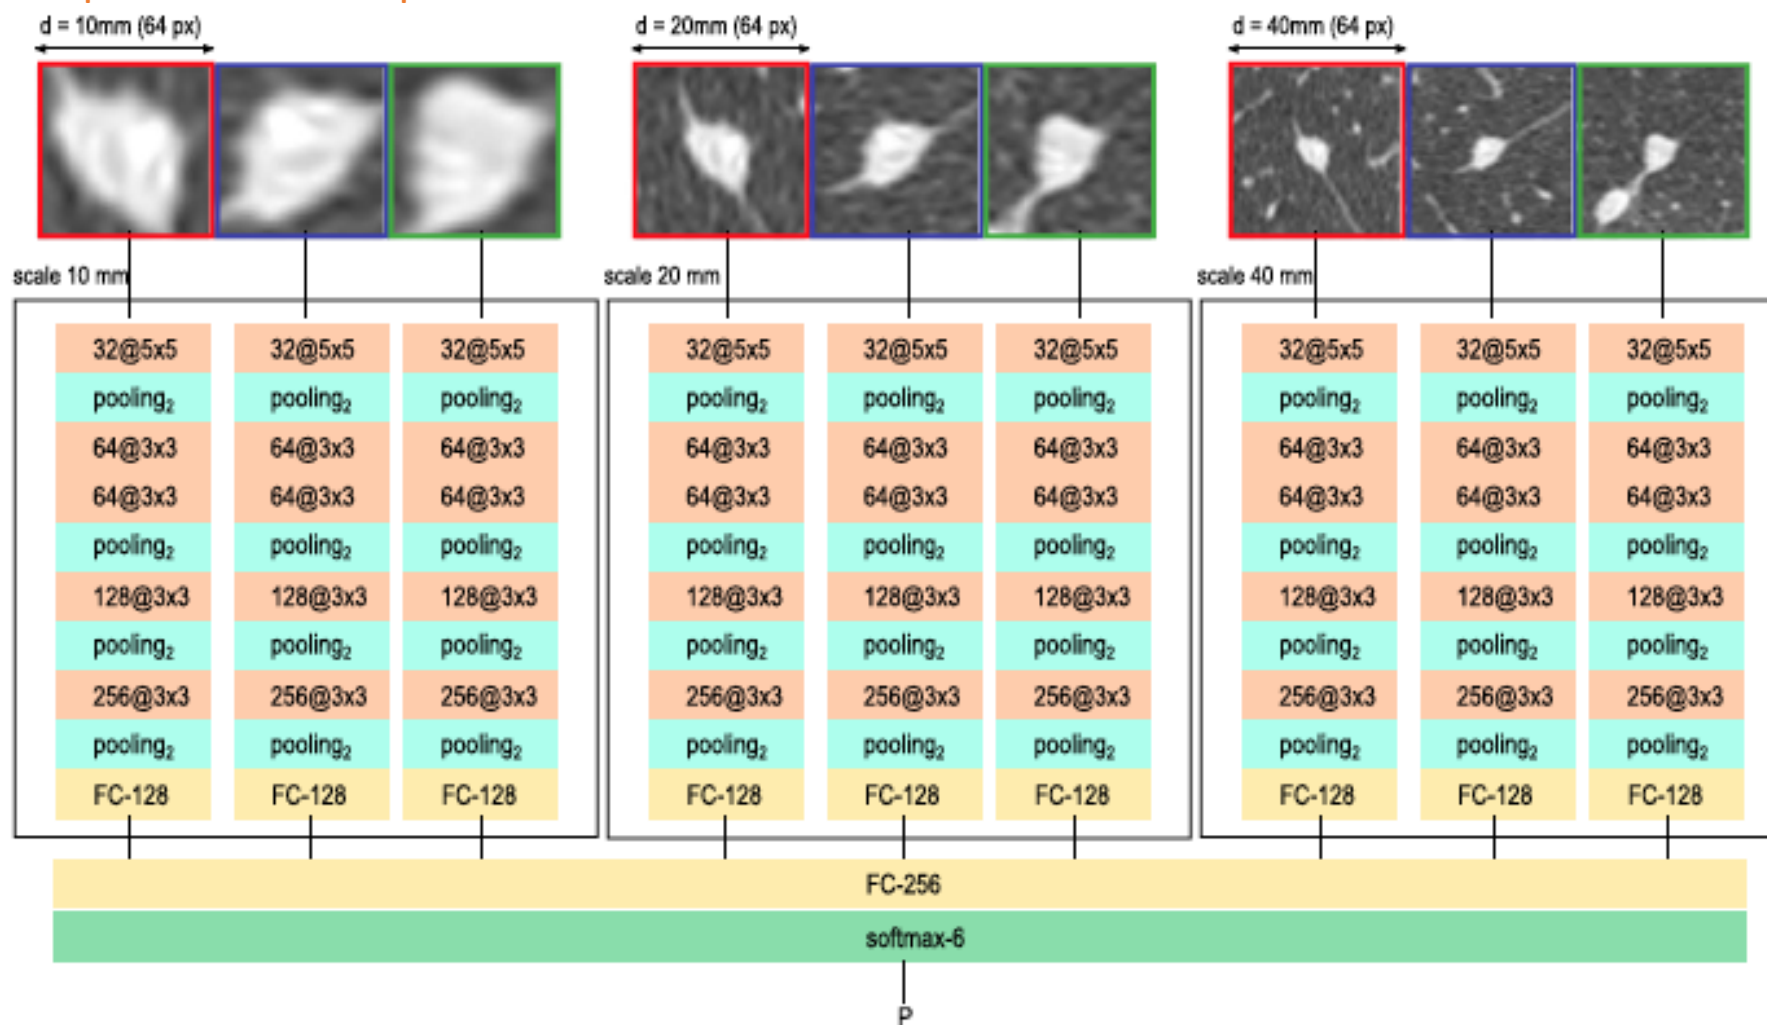 d = 10mm (64 px) d = 20mm (64 px) d = 40mm (64 px)
scale 10 mm scale 20 mm scale 40 mm
32@5x5 32@5x5 32@5x5 32@5x5 32@5x5 32@5x5 32@5x5 32@5x5 32@5x5
pooling₂ pooling₂ pooling₂ pooling₂ pooling₂ pooling₂ pooling₂ pooling₂ pooling₂
64@3x3 64@3x3 64@3x3 64@3x3 64@3x3 64@3x3 64@3x3 64@3x3 64@3x3
64@3x3 64@3x3 64@3x3 64@3x3 64@3x3 64@3x3 64@3x3 64@3x3 64@3x3
pooling₂ pooling₂ pooling₂ pooling₂ pooling₂ pooling₂ pooling₂ pooling₂ pooling₂
128@3x3 128@3x3 128@3x3 128@3x3 128@3x3 128@3x3 128@3x3 128@3x3 128@3x3
pooling₂ pooling₂ pooling₂ pooling₂ pooling₂ pooling₂ pooling₂ pooling₂ pooling₂
256@3x3 256@3x3 256@3x3 256@3x3 256@3x3 256@3x3 256@3x3 256@3x3 256@3x3
pooling₂ pooling₂ pooling₂ pooling₂ pooling₂ pooling₂ pooling₂ pooling₂ pooling₂
FC-128 FC-128 FC-128 FC-128 FC-128 FC-128 FC-128 FC-128 FC-128
FC-256
softmax-6
P